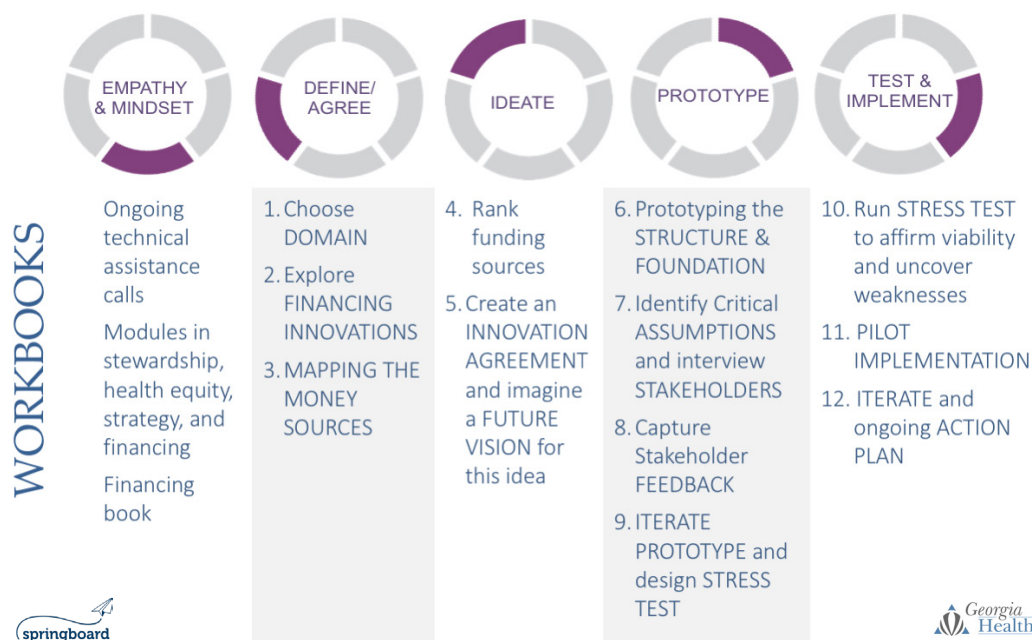 EMPATHY
& MINDSET
DEFINE/
AGREE
IDEATE
PROTOTYPE
TEST &
IMPLEMENT
WORKBOOKS
Ongoing
technical
assistance
calls
Modules in
stewardship,
health equity,
strategy, and
financing
Financing
book
1. Choose
DOMAIN
2. Explore
FINANCING
INNOVATIONS
3. MAPPING THE
MONEY
SOURCES
4. Rank
funding
sources
5. Create an
INNOVATION
AGREEMENT
and imagine
a FUTURE
VISION for
this idea
6. Prototyping the
STRUCTURE &
FOUNDATION
7. Identify Critical
ASSUMPTIONS
and interview
STAKEHOLDERS
8. Capture
Stakeholder
FEEDBACK
9. ITERATE
PROTOTYPE and
design STRESS
TEST
10. Run STRESS TEST
to affirm viability
and uncover
weaknesses
11. PILOT
IMPLEMENTATION
12. ITERATE and
ongoing ACTION
PLAN
springboard
Georgia
Health